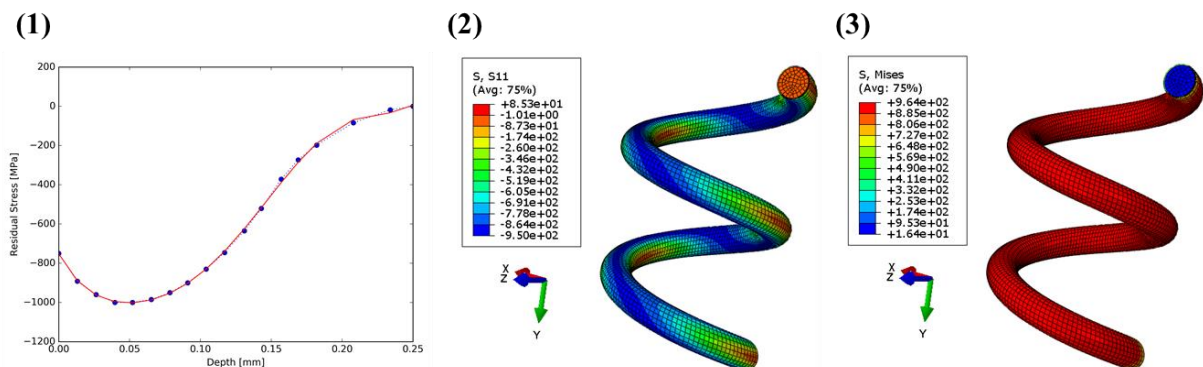 (1)
200
0
−200
−400
−600
−800
−1000
−1200
Residual Stress [MPa]
0.00
0.05
0.10
0.15
0.20
0.25
Depth [mm]
(2)
S, S11
(Avg: 75%)
+8.53e+01
-1.01e+00
-8.73e+01
-1.74e+02
-2.60e+02
-3.46e+02
-4.32e+02
-5.19e+02
-6.05e+02
-6.91e+02
-7.78e+02
-8.64e+02
-9.50e+02
X
Z
Y
(3)
S, Mises
(Avg: 75%)
+9.64e+02
+8.85e+02
+8.06e+02
+7.27e+02
+6.48e+02
+5.69e+02
+4.90e+02
+4.11e+02
+3.32e+02
+2.53e+02
+1.74e+02
+9.53e+01
+1.64e+01
X
Z
Y